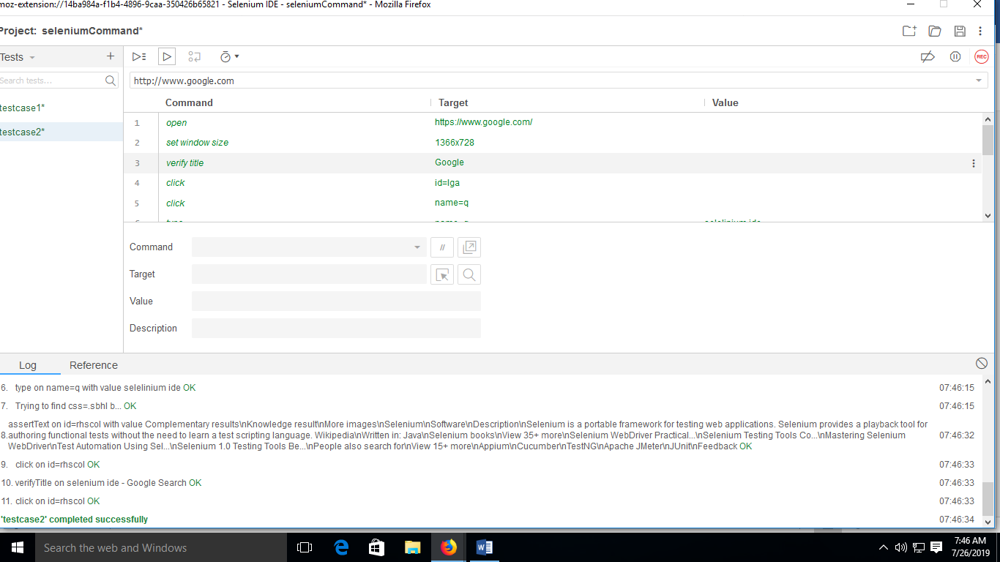 moz-extension://14ba984a-f1b4-4896-9caa-350426b65821 - Selenium IDE - seleniumCommand* - Mozilla Firefox
Project: seleniumCommand*
Tests
REC
Search tests...
http://www.google.com
Command Target Value
testcase1*
testcase2*
1 open https://www.google.com/
2 set window size 1366x728
3 verify title Google
4 click id=lga
5 click name=q
Command //
Target
Value
Description
Log Reference
6. type on name=q with value selelinium ide OK 07:46:15
7. Trying to find css=.sbhl b... OK 07:46:15
assertText on id=rhscol with value Complementary results\nKnowledge result\nMore images\nSelenium\nSoftware\nDescription\nSelenium is a portable framework for testing web applications. Selenium provides a playback tool for
8. authoring functional tests without the need to learn a test scripting language. Wikipedia\nWritten in: Java\nSelenium books\nView 35+ more\nSelenium WebDriver Practical...\nSelenium Testing Tools Co...\nMastering Selenium 07:46:32
WebDriver\nTest Automation Using Sel...\nSelenium 1.0 Testing Tools Be...\nPeople also search for\nView 15+ more\nAppium\nCucumber\nTestNG\nApache JMeter\nJUnit\nFeedback OK
9. click on id=rhscol OK 07:46:33
10. verifyTitle on selenium ide - Google Search OK 07:46:33
11. click on id=rhscol OK 07:46:33
'testcase2' completed successfully 07:46:34
Search the web and Windows
7:46 AM
7/26/2019